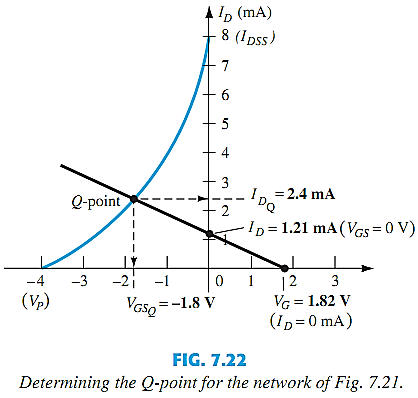 I_D (mA)
8 (I_DSS)
7
6
5
4
3
2
1
Q-point
I_DQ = 2.4 mA
I_D = 1.21 mA (V_GS = 0 V)
–4 –3 –2 –1 0 1 2 3
(V_P)
V_GSQ = –1.8 V
V_G = 1.82 V
(I_D = 0 mA)
FIG. 7.22
Determining the Q-point for the network of Fig. 7.21.